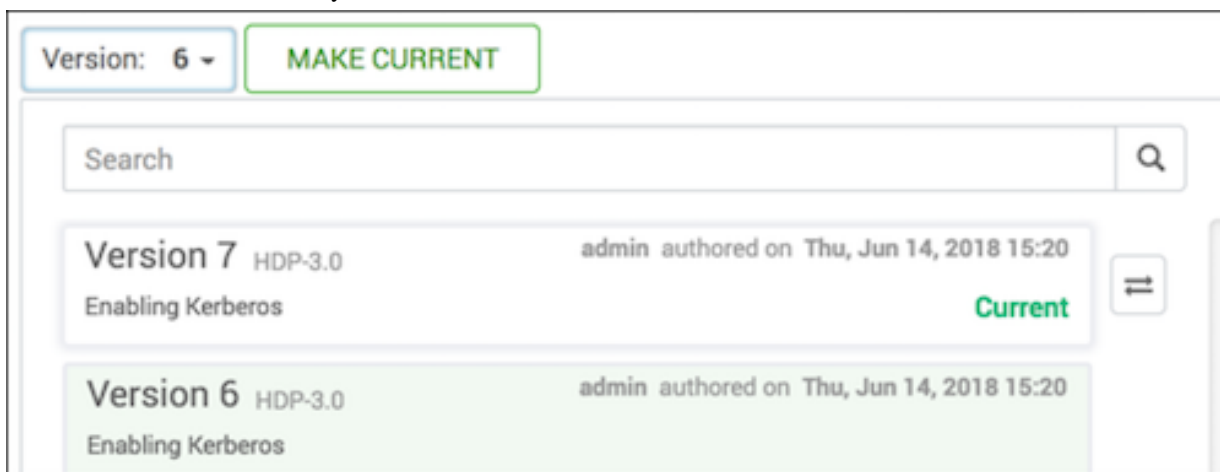 Version: 6
MAKE CURRENT
Search
Version 7 HDP-3.0 admin authored on Thu, Jun 14, 2018 15:20
Enabling Kerberos Current
Version 6 HDP-3.0 admin authored on Thu, Jun 14, 2018 15:20
Enabling Kerberos